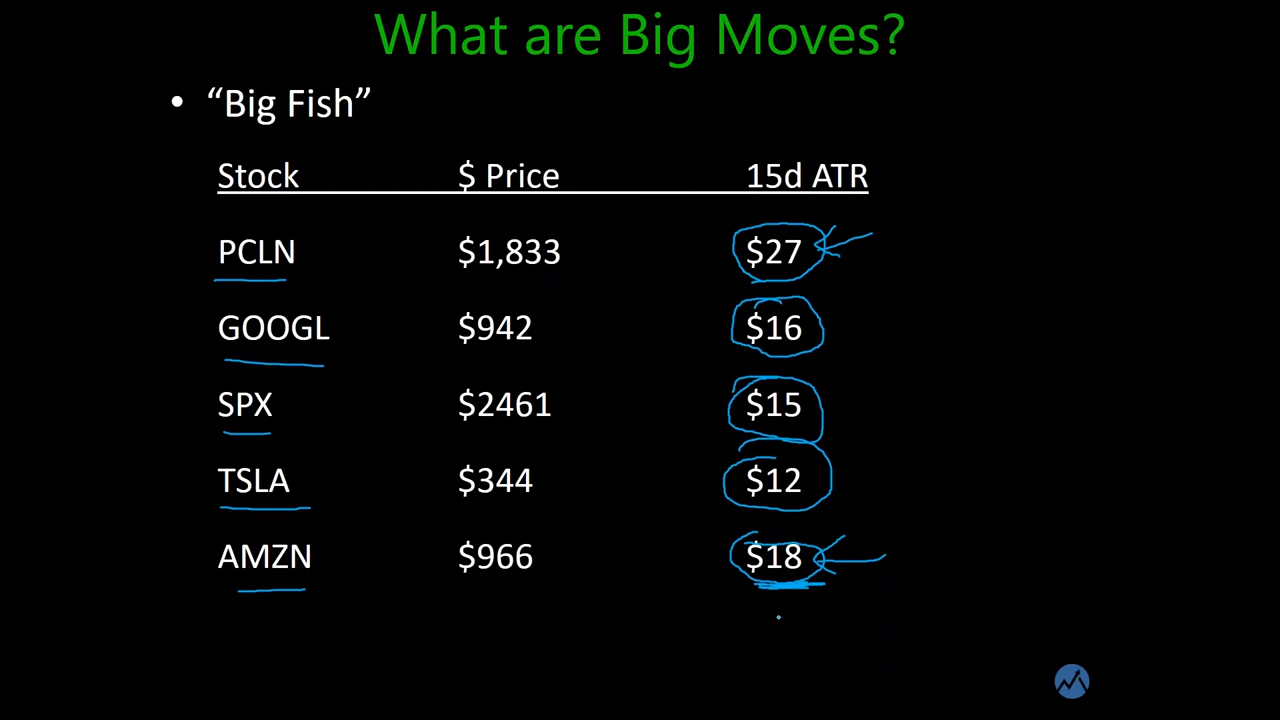 What are Big Moves?
• “Big Fish”
Stock $ Price 15d ATR
PCLN $1,833 $27
GOOGL $942 $16
SPX $2461 $15
TSLA $344 $12
AMZN $966 $18